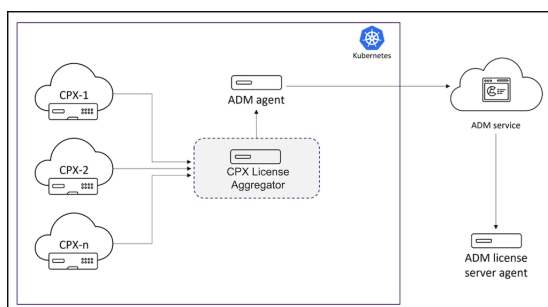 Kubernetes
CPX-1
ADM agent
CPX-2
CPX License
Aggregator
CPX-n
ADM service
ADM license
server agent